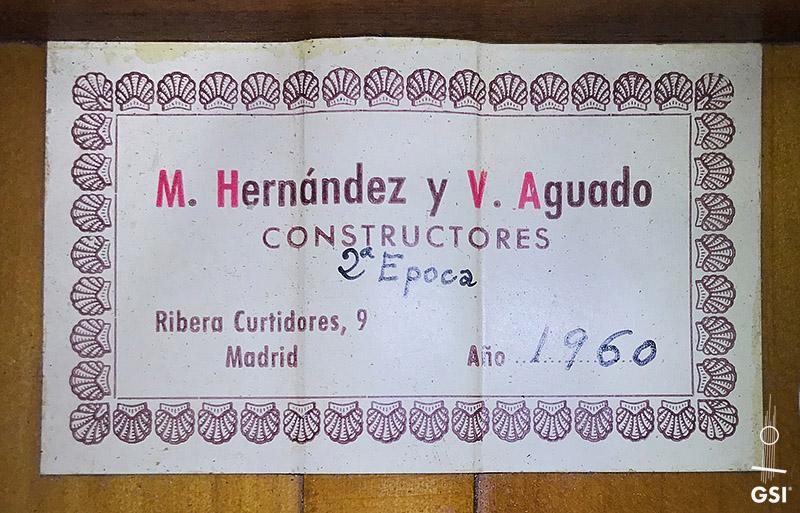 M. Hernández y V. Aguado
CONSTRUCTORES
2ª Epoca
Ribera Curtidores, 9
Madrid
Año 1960
GSI®